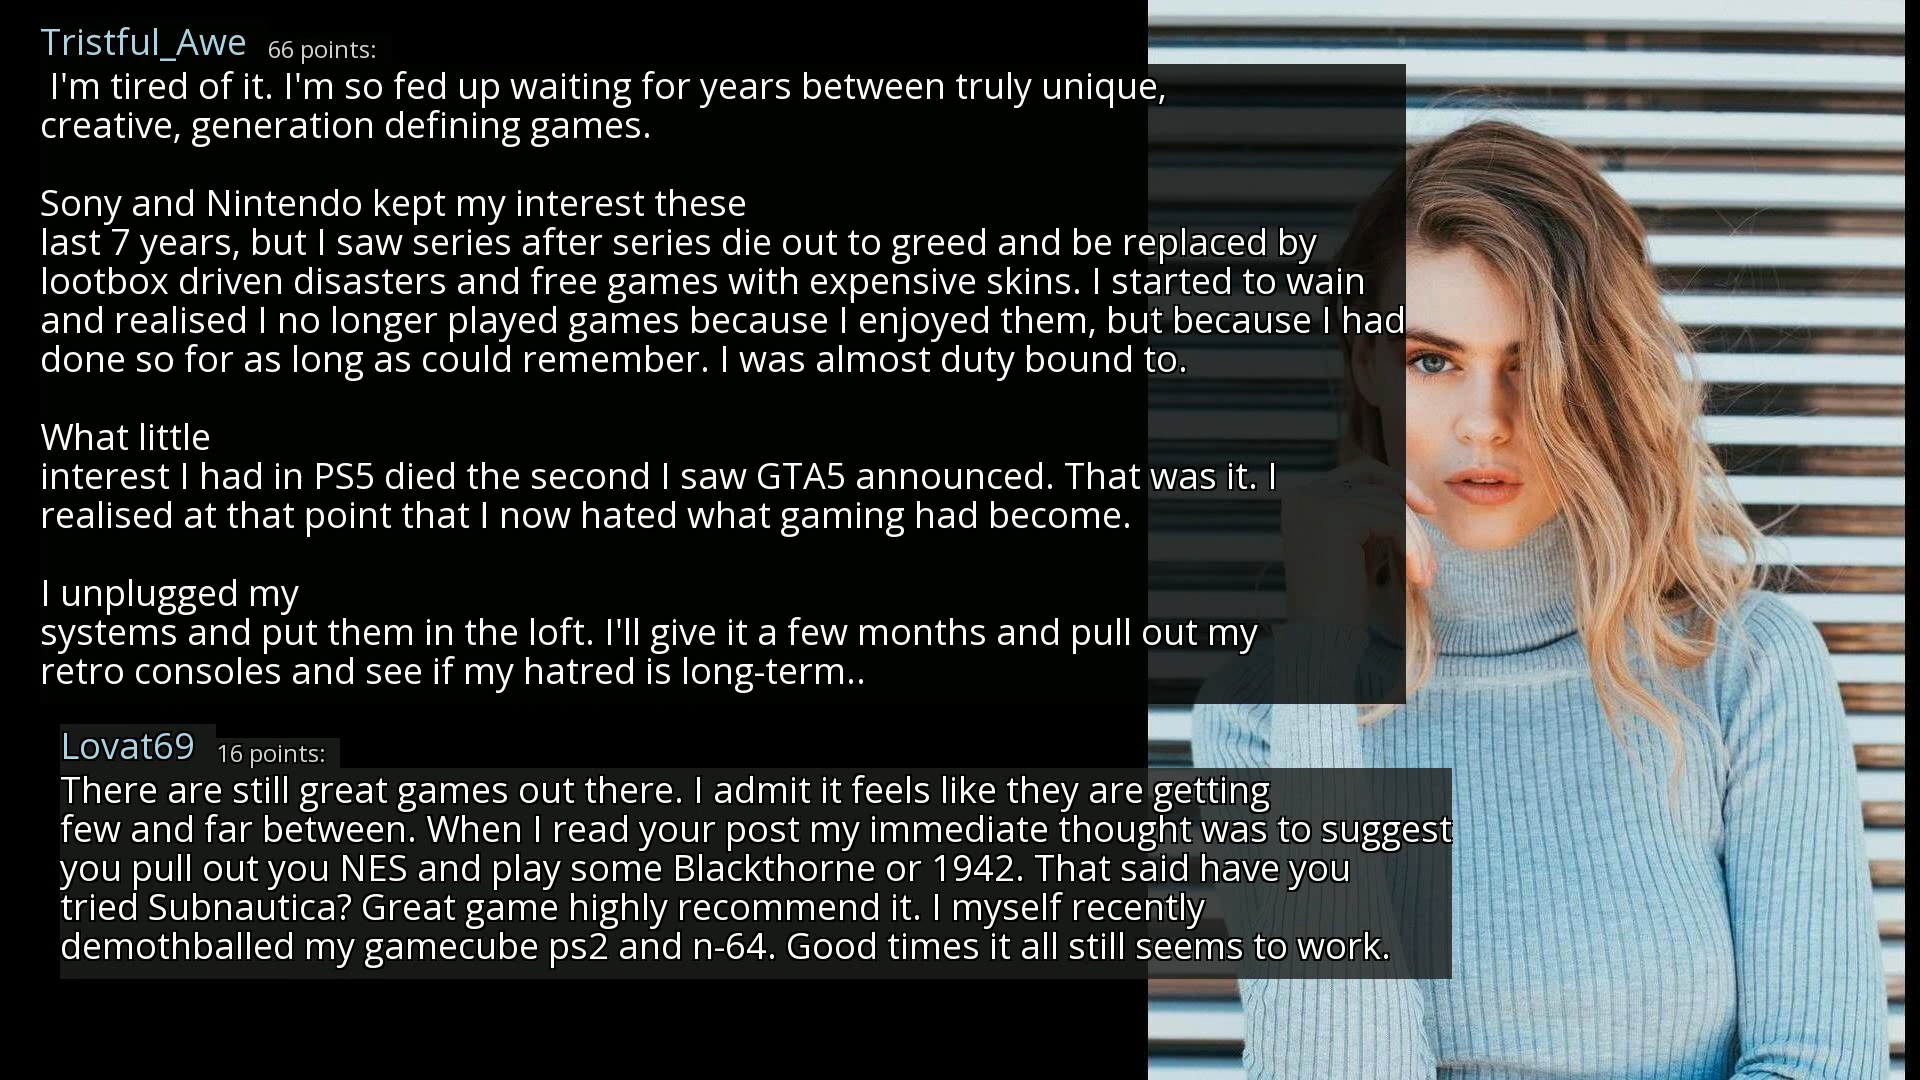 Tristful_Awe 66 points:
I'm tired of it. I'm so fed up waiting for years between truly unique,
creative, generation defining games.
Sony and Nintendo kept my interest these
last 7 years, but I saw series after series die out to greed and be replaced by
lootbox driven disasters and free games with expensive skins. I started to wain
and realised I no longer played games because I enjoyed them, but because I had
done so for as long as could remember. I was almost duty bound to.
What little
interest I had in PS5 died the second I saw GTA5 announced. That was it. I
realised at that point that I now hated what gaming had become.
I unplugged my
systems and put them in the loft. I'll give it a few months and pull out my
retro consoles and see if my hatred is long-term..
Lovat69 16 points:
There are still great games out there. I admit it feels like they are getting
few and far between. When I read your post my immediate thought was to suggest
you pull out you NES and play some Blackthorne or 1942. That said have you
tried Subnautica? Great game highly recommend it. I myself recently
demothballed my gamecube ps2 and n-64. Good times it all still seems to work.